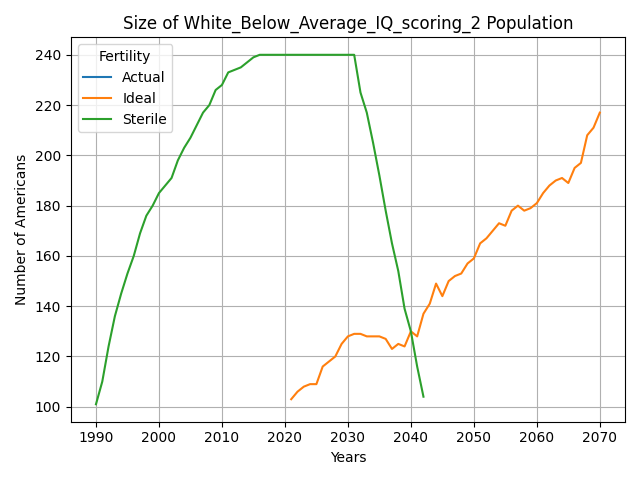 Size of White_Below_Average_IQ_scoring_2 Population
Fertility
Actual
Ideal
Sterile
Number of Americans
240
220
200
180
160
140
120
100
1990 2000 2010 2020 2030 2040 2050 2060 2070
Years